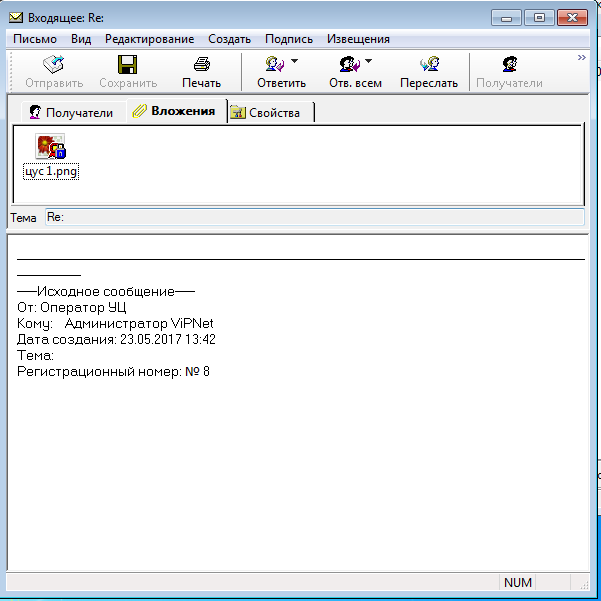 Входящее: Re:
Письмо Вид Редактирование Создать Подпись Извещения
Отправить Сохранить Печать Ответить Отв. всем Переслать Получатели »
Получатели Вложения Свойства
цус 1.png
Тема Re:
----Исходное сообщение----
От: Оператор УЦ
Кому: Администратор ViPNet
Дата создания: 23.05.2017 13:42
Тема:
Регистрационный номер: № 8
NUM